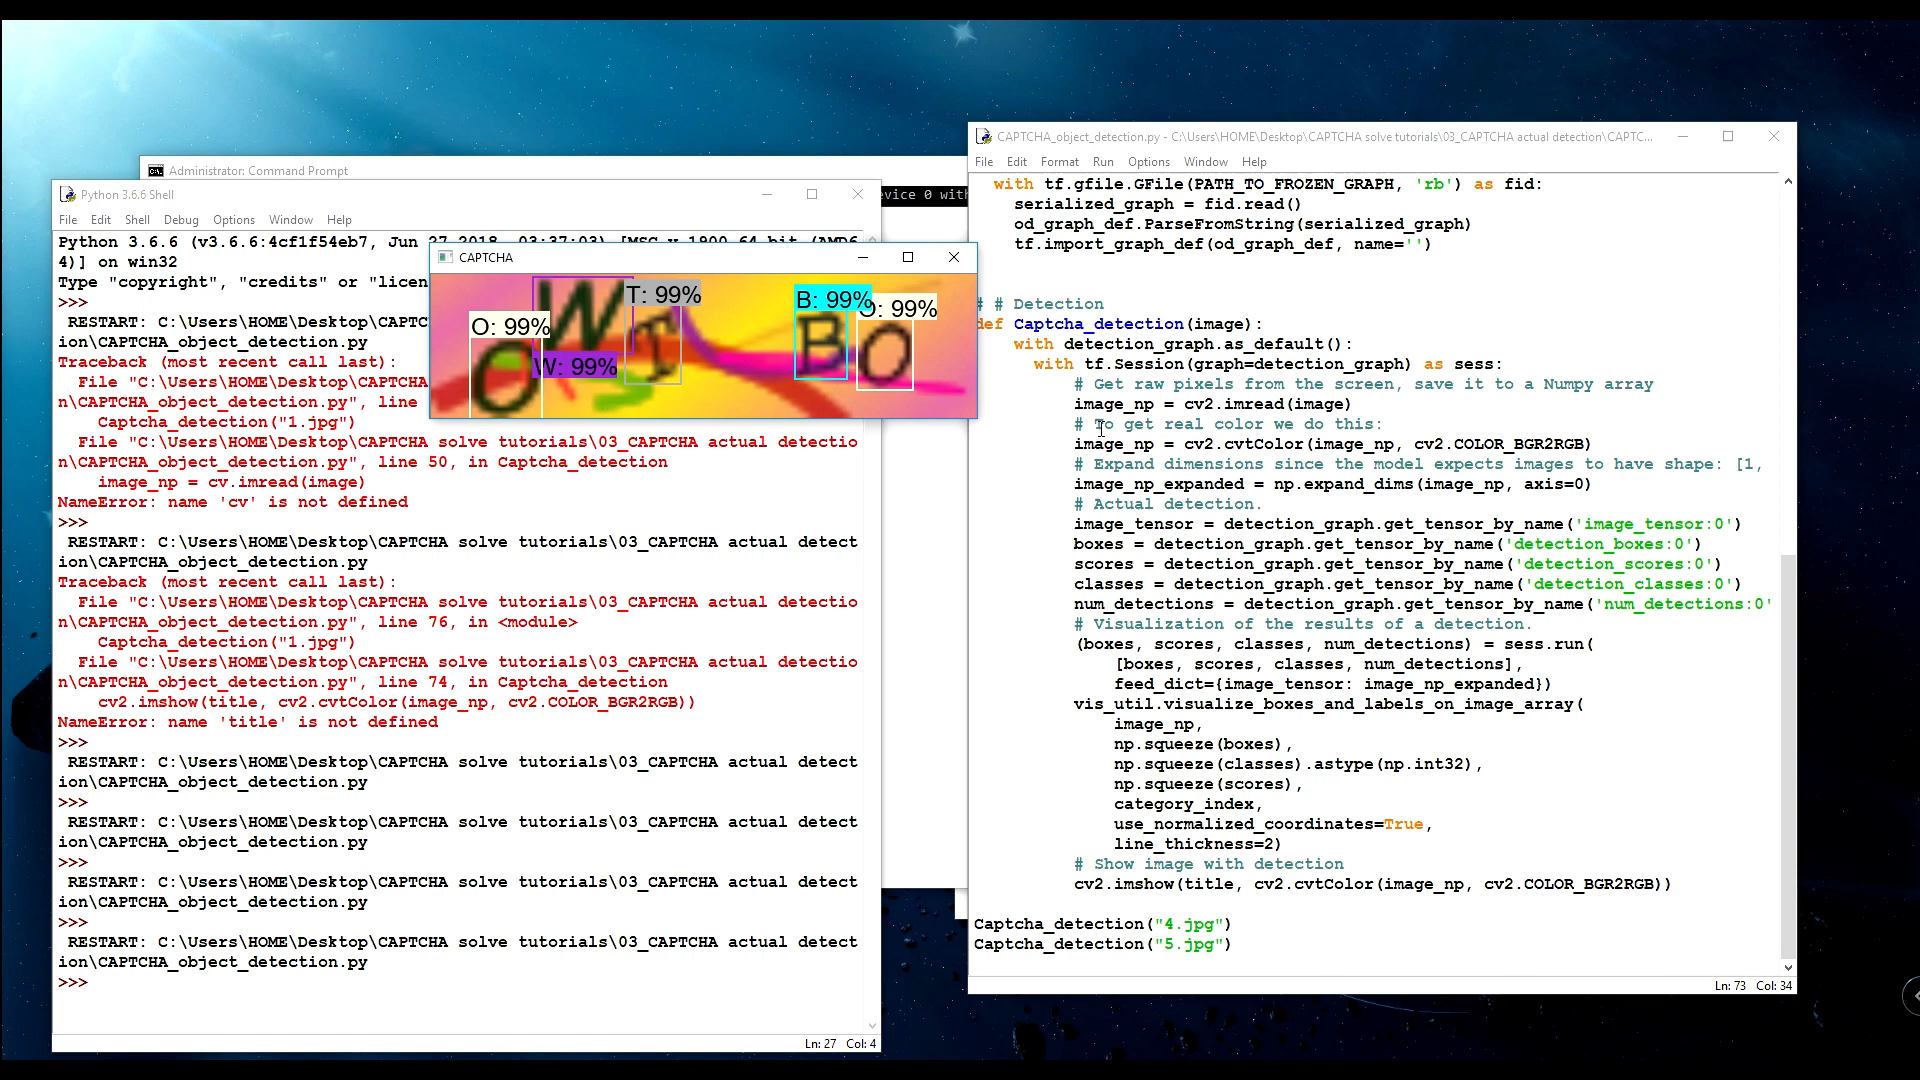 Administrator: Command Prompt
evice 0 with
Python 3.6.6 Shell
File Edit Shell Debug Options Window Help
Python 3.6.6 (v3.6.6:4cf1f54eb7, Jun 27 2018, 03:37:03) [MSC v.1900 64 bit (AMD6
4)] on win32
Type "copyright", "credits" or "licen
>>>
RESTART: C:\Users\HOME\Desktop\CAPTC
ion\CAPTCHA_object_detection.py
Traceback (most recent call last):
File "C:\Users\HOME\Desktop\CAPTCHA
n\CAPTCHA_object_detection.py", line
Captcha_detection("1.jpg")
File "C:\Users\HOME\Desktop\CAPTCHA solve tutorials\03_CAPTCHA actual detectio
n\CAPTCHA_object_detection.py", line 50, in Captcha_detection
image_np = cv.imread(image)
NameError: name 'cv' is not defined
>>>
RESTART: C:\Users\HOME\Desktop\CAPTCHA solve tutorials\03_CAPTCHA actual detect
ion\CAPTCHA_object_detection.py
Traceback (most recent call last):
File "C:\Users\HOME\Desktop\CAPTCHA solve tutorials\03_CAPTCHA actual detectio
n\CAPTCHA_object_detection.py", line 76, in <module>
Captcha_detection("1.jpg")
File "C:\Users\HOME\Desktop\CAPTCHA solve tutorials\03_CAPTCHA actual detectio
n\CAPTCHA_object_detection.py", line 74, in Captcha_detection
cv2.imshow(title, cv2.cvtColor(image_np, cv2.COLOR_BGR2RGB))
NameError: name 'title' is not defined
>>>
RESTART: C:\Users\HOME\Desktop\CAPTCHA solve tutorials\03_CAPTCHA actual detect
ion\CAPTCHA_object_detection.py
>>>
RESTART: C:\Users\HOME\Desktop\CAPTCHA solve tutorials\03_CAPTCHA actual detect
ion\CAPTCHA_object_detection.py
>>>
RESTART: C:\Users\HOME\Desktop\CAPTCHA solve tutorials\03_CAPTCHA actual detect
ion\CAPTCHA_object_detection.py
>>>
RESTART: C:\Users\HOME\Desktop\CAPTCHA solve tutorials\03_CAPTCHA actual detect
ion\CAPTCHA_object_detection.py
>>>
Ln: 27 Col: 4
CAPTCHA
O: 99% W: 99% T: 99% B: 99% O: 99%
O W T B O
CAPTCHA_object_detection.py - C:\Users\HOME\Desktop\CAPTCHA solve tutorials\03_CAPTCHA actual detection\CAPTC...
File Edit Format Run Options Window Help
with tf.gfile.GFile(PATH_TO_FROZEN_GRAPH, 'rb') as fid:
serialized_graph = fid.read()
od_graph_def.ParseFromString(serialized_graph)
tf.import_graph_def(od_graph_def, name='')
# # Detection
def Captcha_detection(image):
with detection_graph.as_default():
with tf.Session(graph=detection_graph) as sess:
# Get raw pixels from the screen, save it to a Numpy array
image_np = cv2.imread(image)
# To get real color we do this:
image_np = cv2.cvtColor(image_np, cv2.COLOR_BGR2RGB)
# Expand dimensions since the model expects images to have shape: [1,
image_np_expanded = np.expand_dims(image_np, axis=0)
# Actual detection.
image_tensor = detection_graph.get_tensor_by_name('image_tensor:0')
boxes = detection_graph.get_tensor_by_name('detection_boxes:0')
scores = detection_graph.get_tensor_by_name('detection_scores:0')
classes = detection_graph.get_tensor_by_name('detection_classes:0')
num_detections = detection_graph.get_tensor_by_name('num_detections:0'
# Visualization of the results of a detection.
(boxes, scores, classes, num_detections) = sess.run(
[boxes, scores, classes, num_detections],
feed_dict={image_tensor: image_np_expanded})
vis_util.visualize_boxes_and_labels_on_image_array(
image_np,
np.squeeze(boxes),
np.squeeze(classes).astype(np.int32),
np.squeeze(scores),
category_index,
use_normalized_coordinates=True,
line_thickness=2)
# Show image with detection
cv2.imshow(title, cv2.cvtColor(image_np, cv2.COLOR_BGR2RGB))
Captcha_detection("4.jpg")
Captcha_detection("5.jpg")
Ln: 73 Col: 34